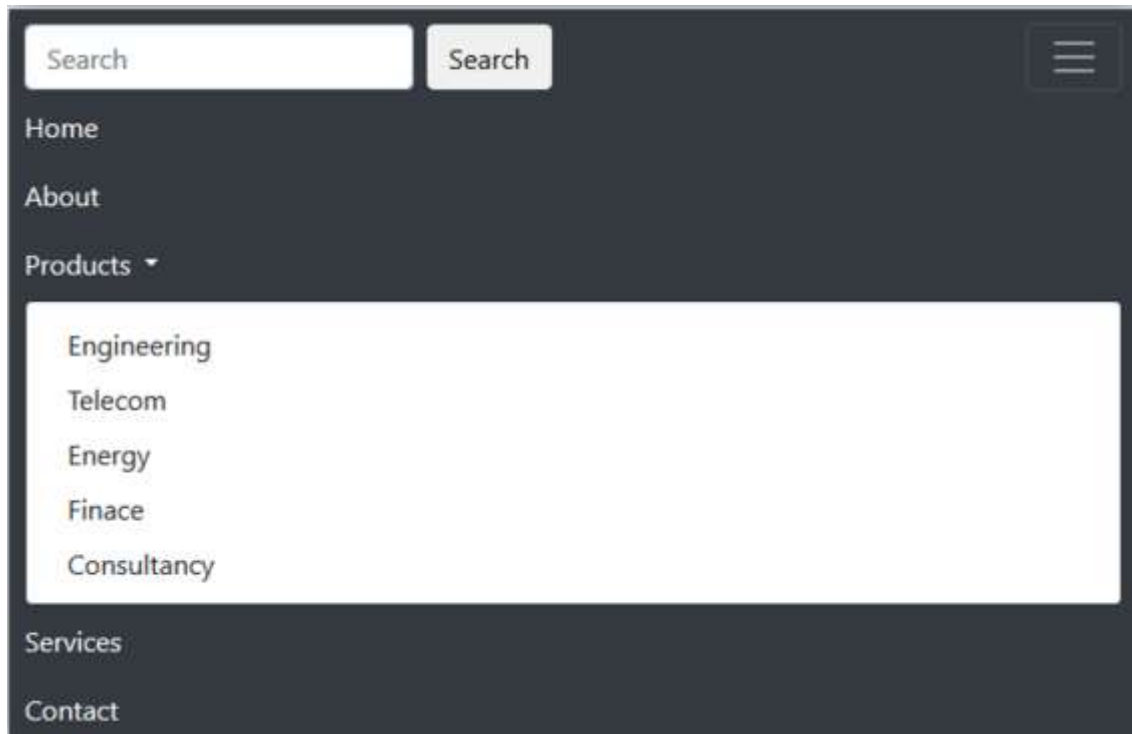 Search Search
Home
About
Products
Engineering
Telecom
Energy
Finace
Consultancy
Services
Contact